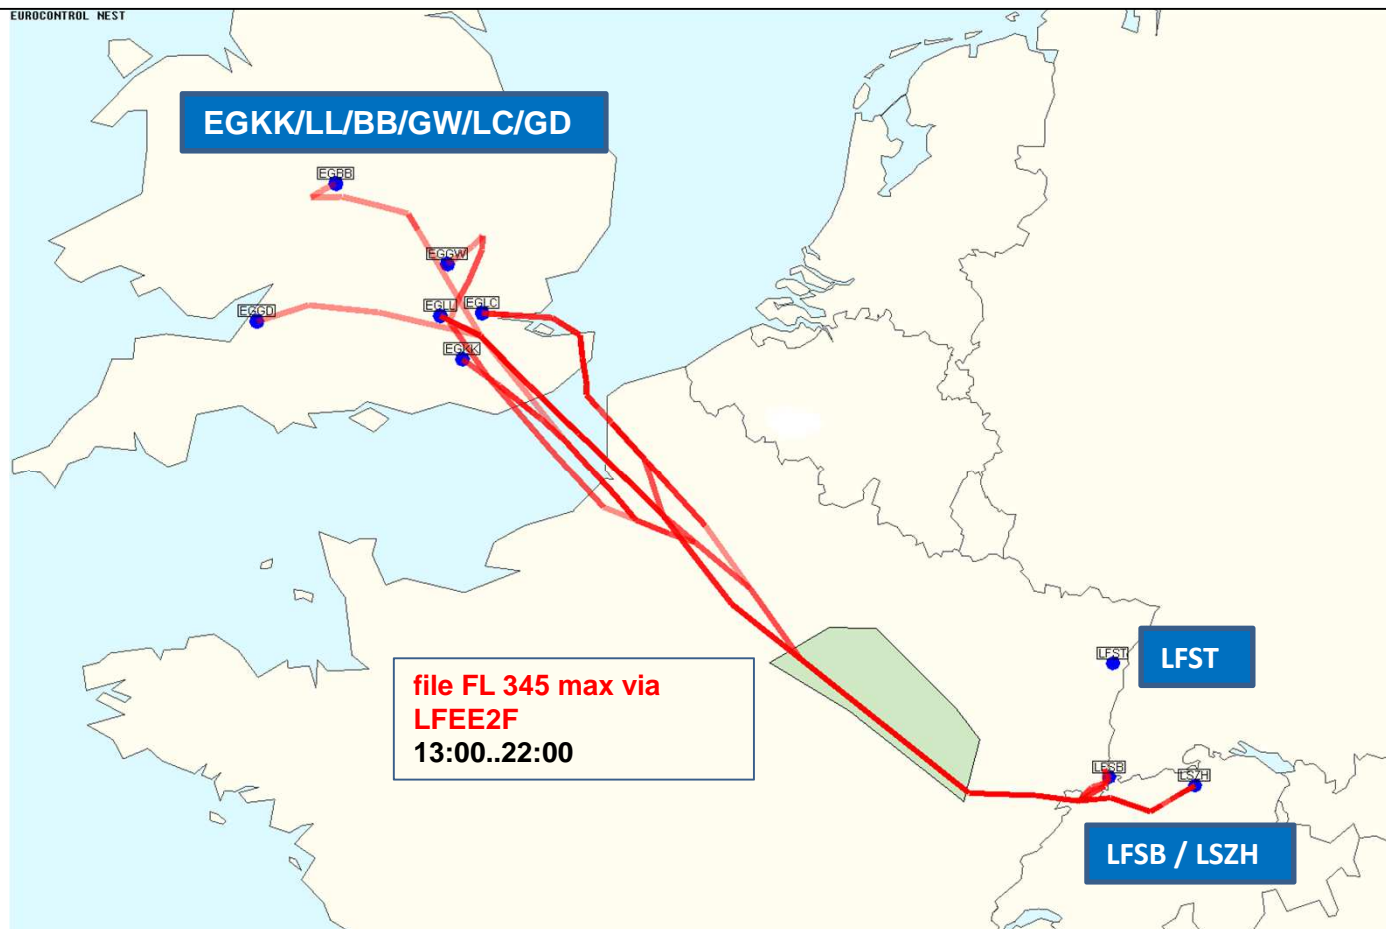 EUROCONTROL NEST
EGKK/LL/BB/GW/LC/GD
EGBB
EGGW
EGGD
EGLL
EGLC
EGKK
file FL 345 max via
LFEE2F
13:00..22:00
LFST
LFST
LFSB
LSZH
LFSB / LSZH